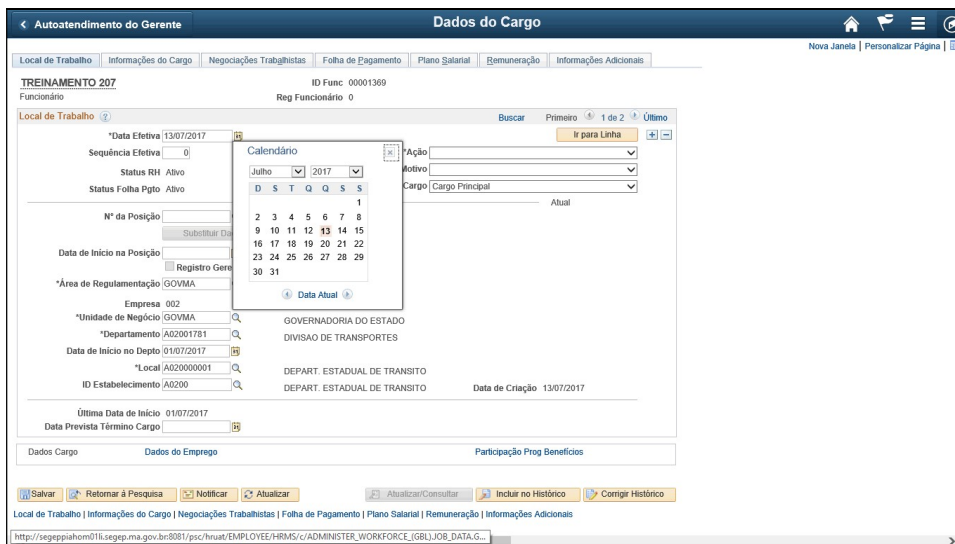 Autoatendimento do Gerente
Dados do Cargo
Nova Janela | Personalizar Página |
Local de Trabalho Informações do Cargo Negociações Trabalhistas Folha de Pagamento Plano Salarial Remuneração Informações Adicionais
TREINAMENTO 207 ID Func 00001369
Funcionário Reg Funcionário 0
Local de Trabalho Buscar Primeiro 1 de 2 Último
*Data Efetiva 13/07/2017 Ir para Linha
Sequência Efetiva 0 *Ação
Status RH Ativo Motivo
Status Folha Pgto Ativo Cargo Cargo Principal
Atual
Calendário
Julho 2017
D S T Q Q S S
1
2 3 4 5 6 7 8
9 10 11 12 13 14 15
16 17 18 19 20 21 22
23 24 25 26 27 28 29
30 31
Data Atual
Nº da Posição
Substituir Da
Data de Início na Posição
Registro Gere
*Área de Regulamentação GOVMA
Empresa 002
*Unidade de Negócio GOVMA GOVERNADORIA DO ESTADO
*Departamento A02001781 DIVISAO DE TRANSPORTES
Data de Início no Depto 01/07/2017
*Local A020000001 DEPART. ESTADUAL DE TRANSITO
ID Estabelecimento A0200 DEPART. ESTADUAL DE TRANSITO Data de Criação 13/07/2017
Última Data de Início 01/07/2017
Data Prevista Término Cargo
Dados Cargo Dados do Emprego Participação Prog Benefícios
Salvar Retornar à Pesquisa Notificar Atualizar Atualizar/Consultar Incluir no Histórico Corrigir Histórico
Local de Trabalho | Informações do Cargo | Negociações Trabalhistas | Folha de Pagamento | Plano Salarial | Remuneração | Informações Adicionais
http://segeppiahom01li.segep.ma.gov.br:8081/psc/hruat/EMPLOYEE/HRMS/c/ADMINISTER_WORKFORCE_(GBL).JOB_DATA.G...